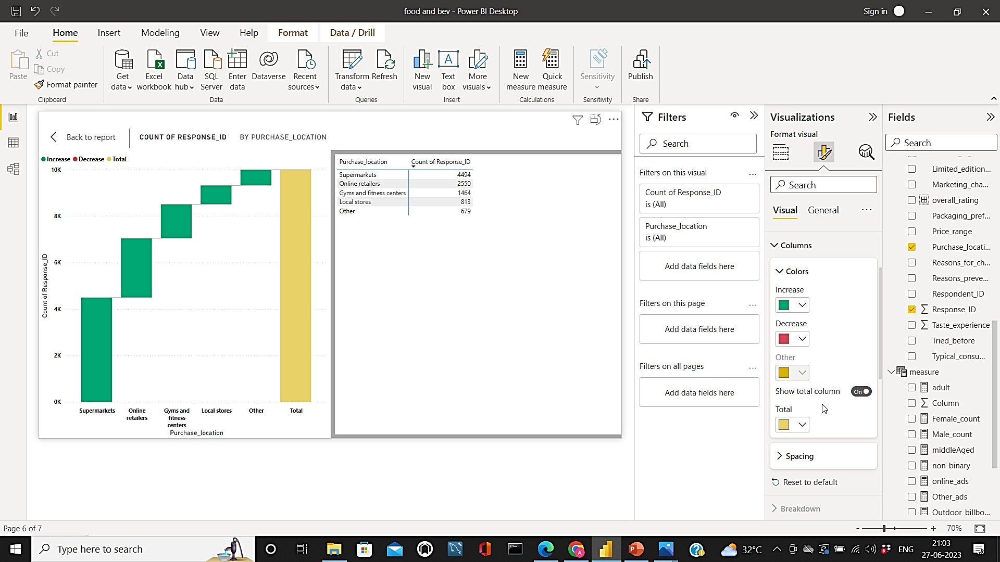 food and bev - Power BI Desktop
Sign in
File Home Insert Modeling View Help Format Data / Drill
Paste
Cut
Copy
Format painter
Clipboard
Get data
Excel workbook
Data hub
SQL Server
Enter data
Dataverse
Recent sources
Data
Transform data
Refresh
Queries
New visual
Text box
More visuals
Insert
New measure
Quick measure
Calculations
Sensitivity
Sensitivity
Publish
Share
Back to report
COUNT OF RESPONSE_ID BY PURCHASE_LOCATION
Increase Decrease Total
10K
8K
6K
4K
2K
0K
Count of Response_ID
Supermarkets
Online retailers
Gyms and fitness centers
Local stores
Other
Total
Purchase_location
Purchase_location Count of Response_ID
Supermarkets 4494
Online retailers 2550
Gyms and fitness centers 1464
Local stores 813
Other 679
Filters
Search
Filters on this visual ...
Count of Response_ID
is (All)
Purchase_location
is (All)
Add data fields here
Filters on this page ...
Add data fields here
Filters on all pages ...
Add data fields here
Visualizations
Format visual
Search
Visual General ...
Columns
Colors
Increase
Decrease
Other
Show total column On
Total
Spacing
Reset to default
Breakdown
Fields
Search
Limited_edition...
Marketing_cha...
overall_rating
Packaging_pref...
Price_range
Purchase_locati...
Reasons_for_ch...
Reasons_preve...
Respondent_ID
Response_ID
Taste_experience
Tried_before
Typical_consu...
measure
adult
Column
Female_count
Male_count
middleAged
non-binary
online_ads
Other_ads
Outdoor_billbo...
Page 6 of 7
- + 70%
Type here to search
32°C
ENG
21:03
27-06-2023